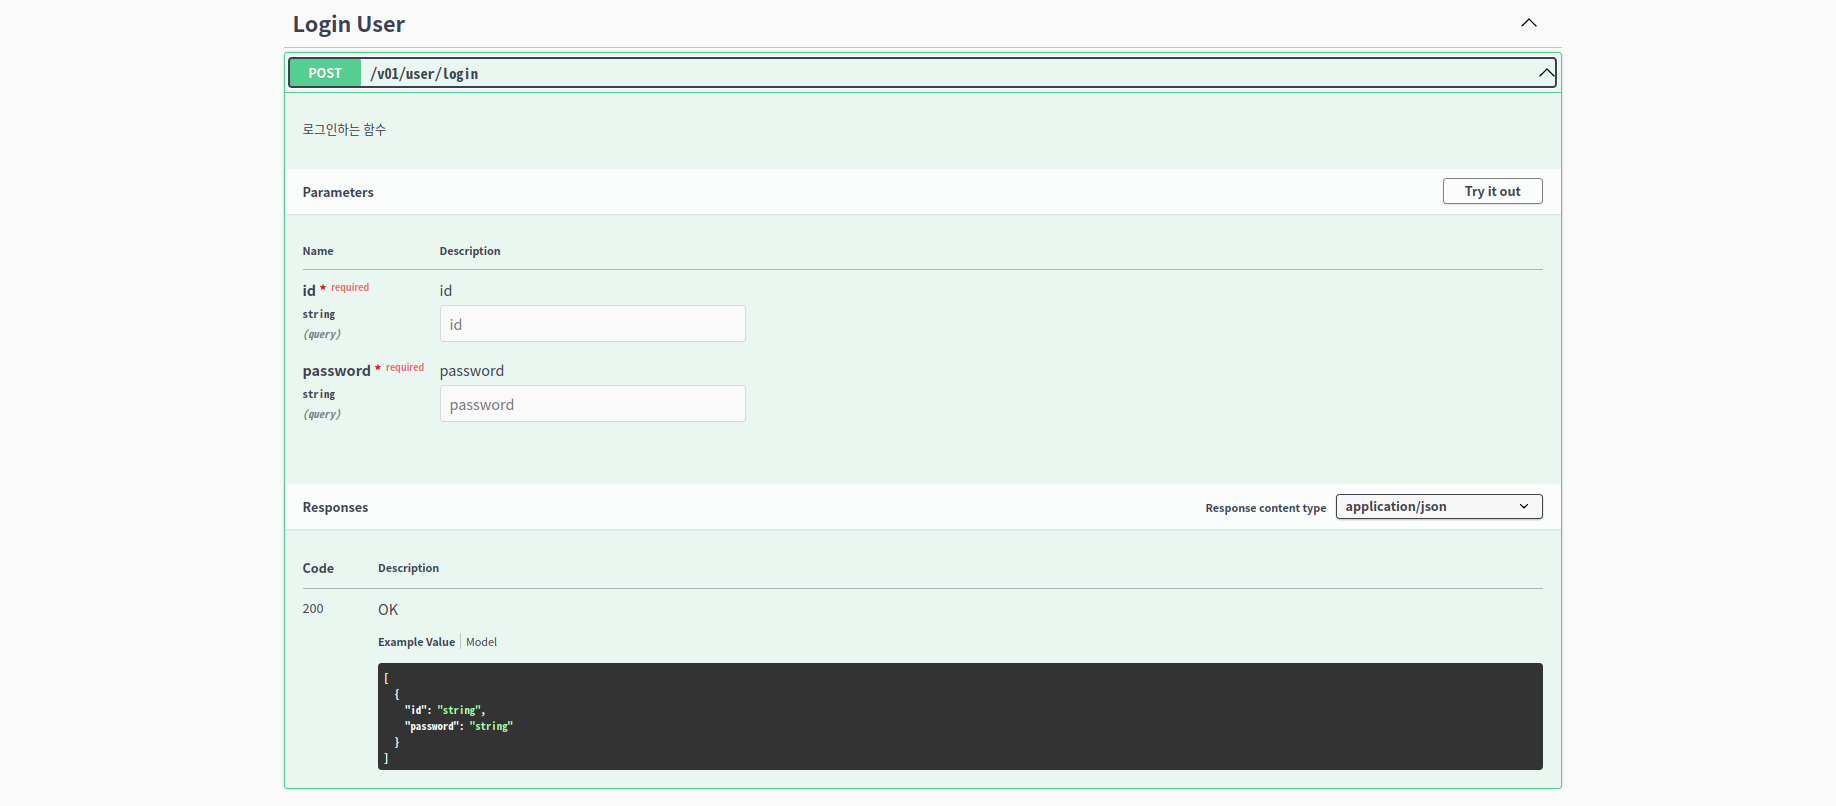 Login User
POST /v01/user/login
로그인하는 함수
Parameters Try it out
Name Description
id * required id
string id
(query)
password * required password
string password
(query)
Responses Response content type application/json
Code Description
200 OK
Example Value Model
[
{
"id": "string",
"password": "string"
}
]